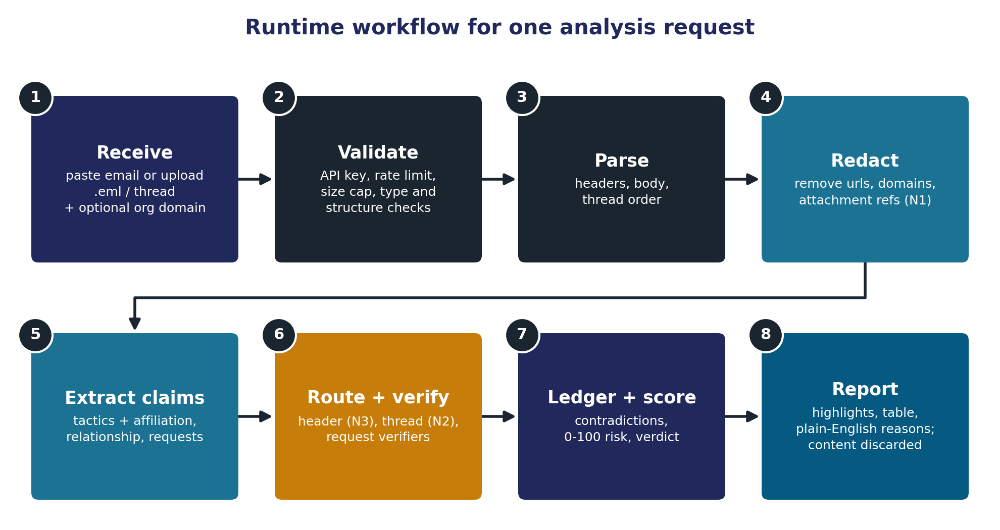 Runtime workflow for one analysis request
1
Receive
paste email or upload
.eml / thread
+ optional org domain
2
Validate
API key, rate limit,
size cap, type and
structure checks
3
Parse
headers, body,
thread order
4
Redact
remove urls, domains,
attachment refs (N1)
5
Extract claims
tactics + affiliation,
relationship, requests
6
Route + verify
header (N3), thread (N2),
request verifiers
7
Ledger + score
contradictions,
0-100 risk, verdict
8
Report
highlights, table,
plain-English reasons;
content discarded